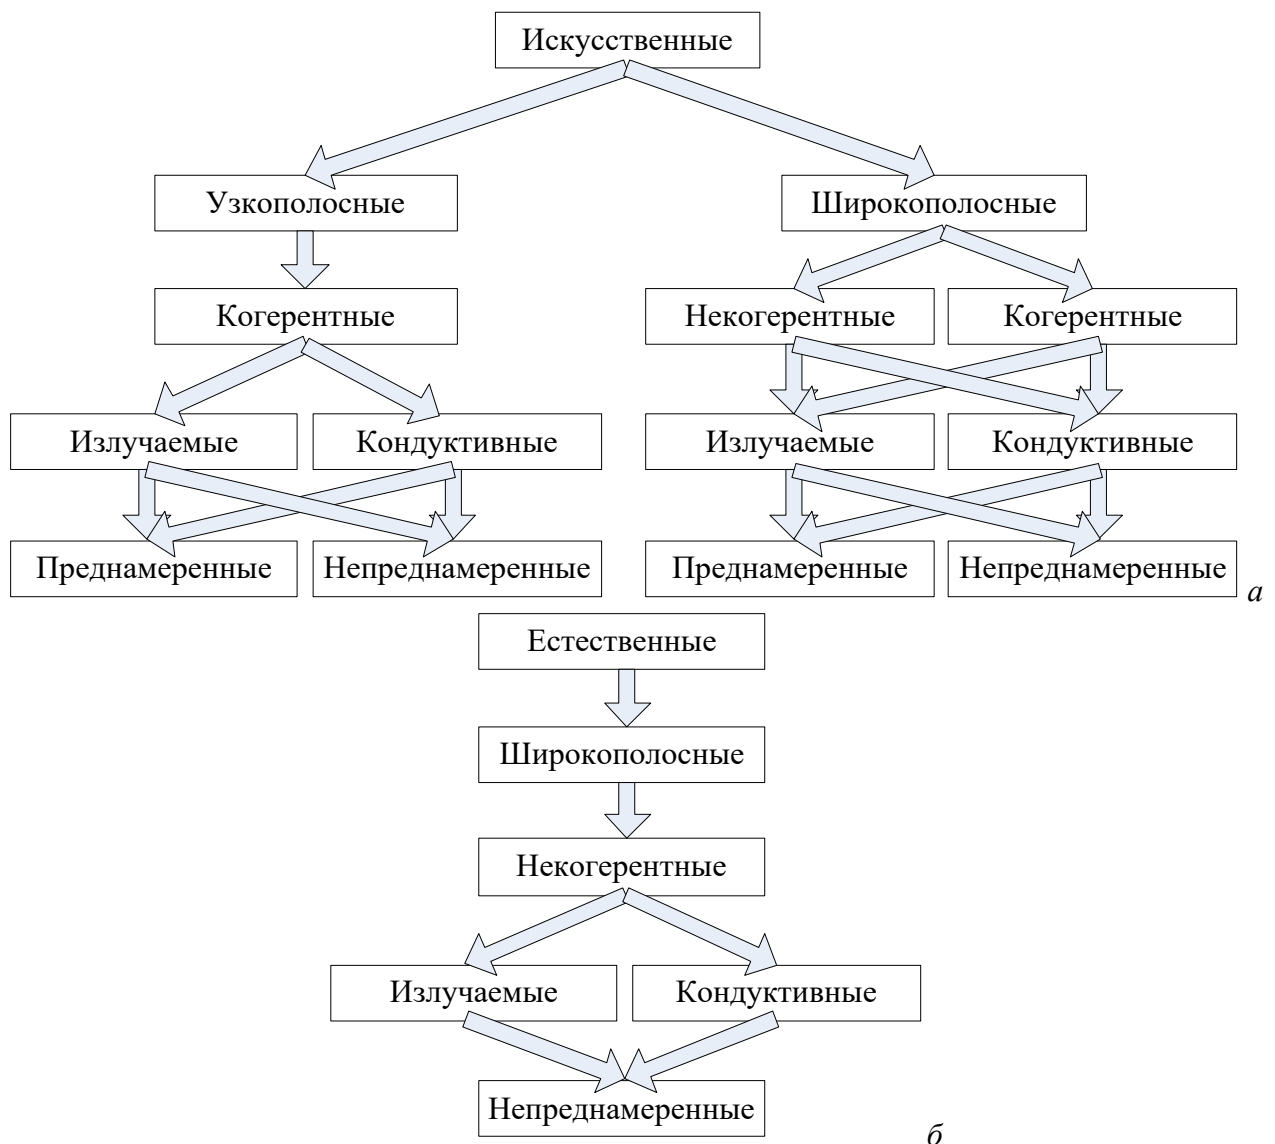 Искусственные
Узкополосные
Широкополосные
Когерентные
Некогерентные
Когерентные
Излучаемые
Кондуктивные
Излучаемые
Кондуктивные
Преднамеренные
Непреднамеренные
Преднамеренные
Непреднамеренные
а
Естественные
Широкополосные
Некогерентные
Излучаемые
Кондуктивные
Непреднамеренные
б